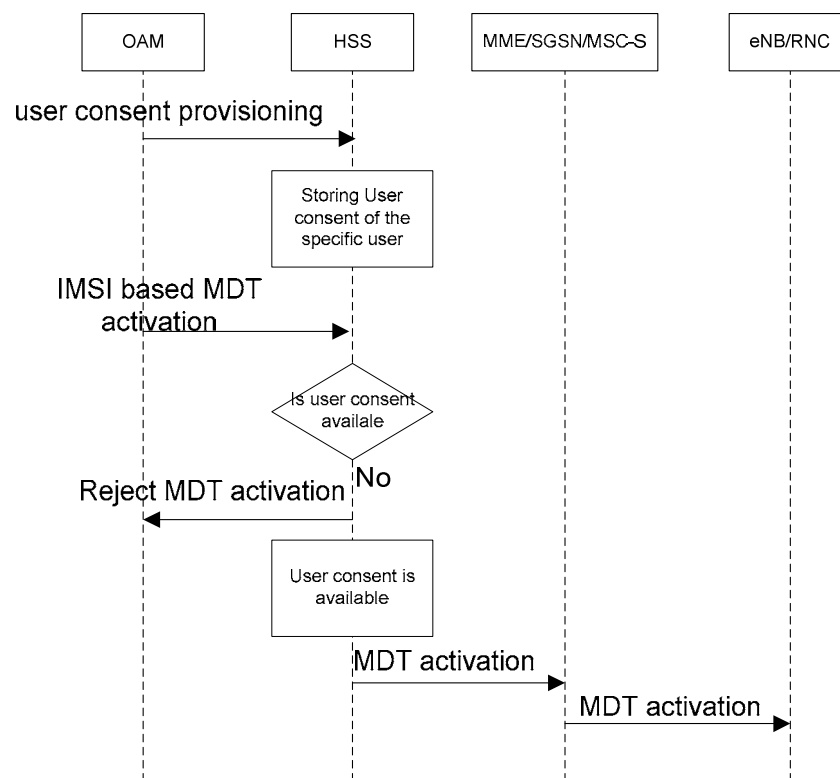 OAM
HSS
MME/SGSN/MSC-S
eNB/RNC
user consent provisioning
Storing User
consent of the
specific user
IMSI based MDT
activation
Is user consent
availale
No
Reject MDT activation
User consent is
available
MDT activation
MDT activation